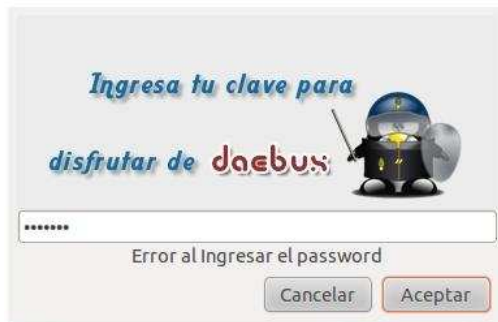 Ingresa tu clave para
disfrutar de daebux
•••••••
Error al Ingresar el password
Cancelar
Aceptar